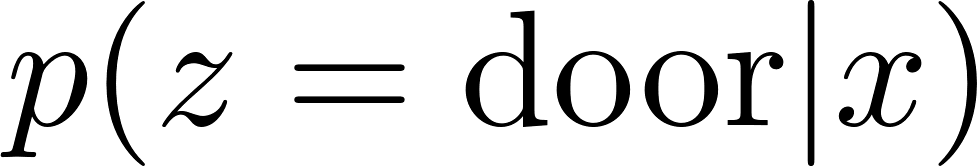 p(z = door|x)